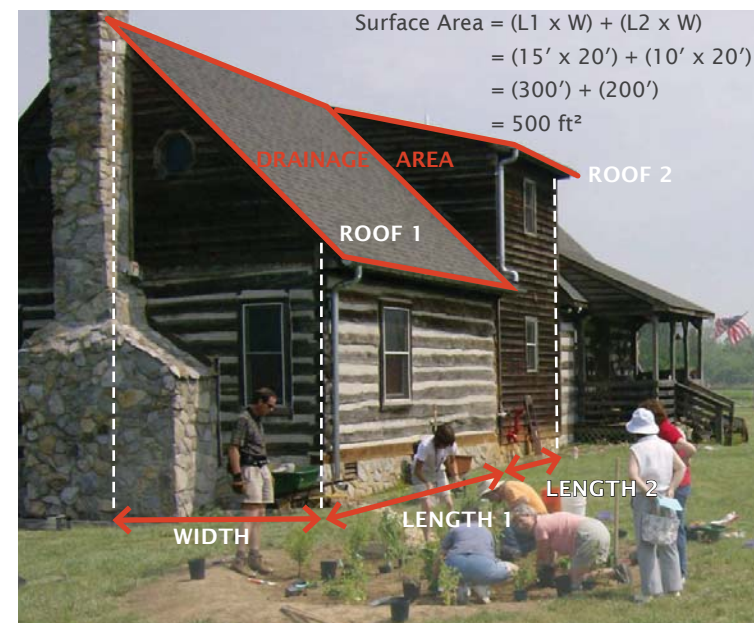 Surface Area = (L1 x W) + (L2 x W)
= (15′ x 20′) + (10′ x 20′)
= (300′) + (200′)
= 500 ft²
DRAINAGE AREA
ROOF 2
ROOF 1
LENGTH 2
LENGTH 1
WIDTH